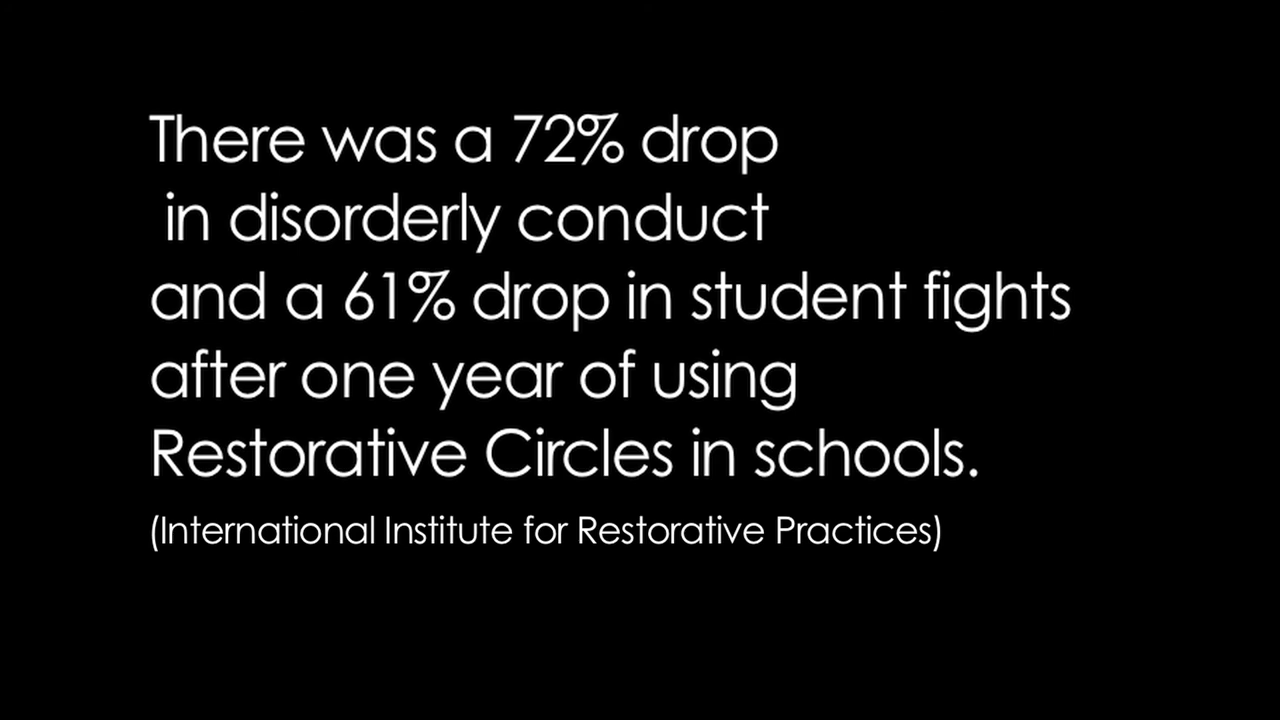 There was a 72% drop
in disorderly conduct
and a 61% drop in student fights
after one year of using
Restorative Circles in schools.
(International Institute for Restorative Practices)